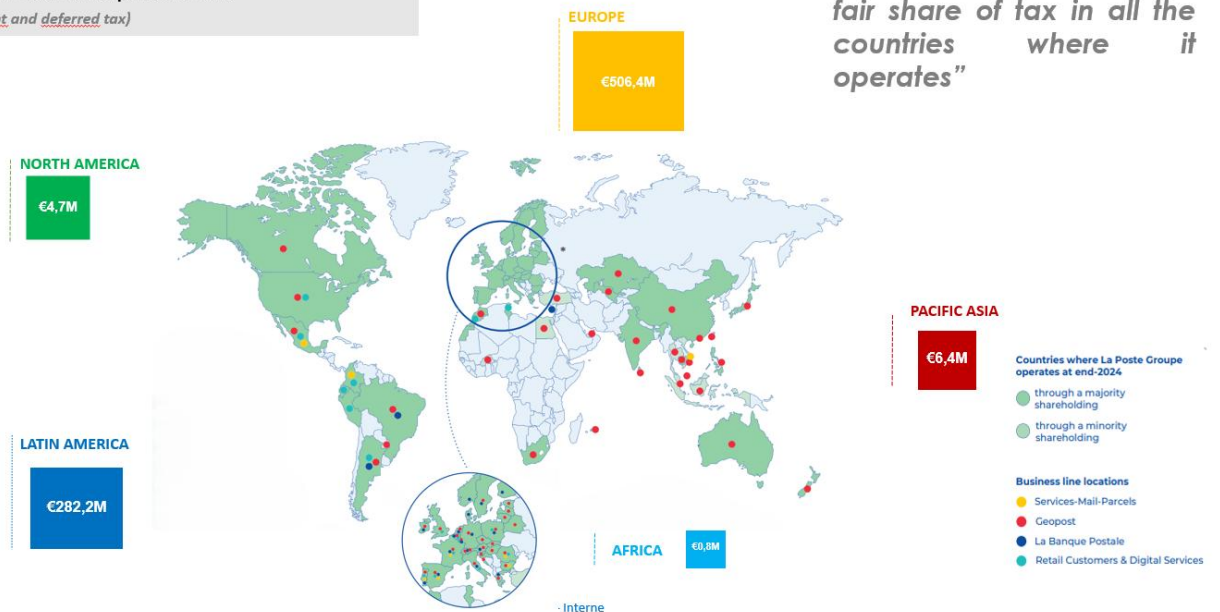 t and deferred tax)
fair share of tax in all the
countries where it
operates”
EUROPE
€506,4M
NORTH AMERICA
€4,7M
PACIFIC ASIA
€6,4M
LATIN AMERICA
€282,2M
AFRICA
€0,8M
Countries where La Poste Groupe
operates at end-2024
through a majority
shareholding
through a minority
shareholding
Business line locations
Services-Mail-Parcels
Geopost
La Banque Postale
Retail Customers & Digital Services
- Interne